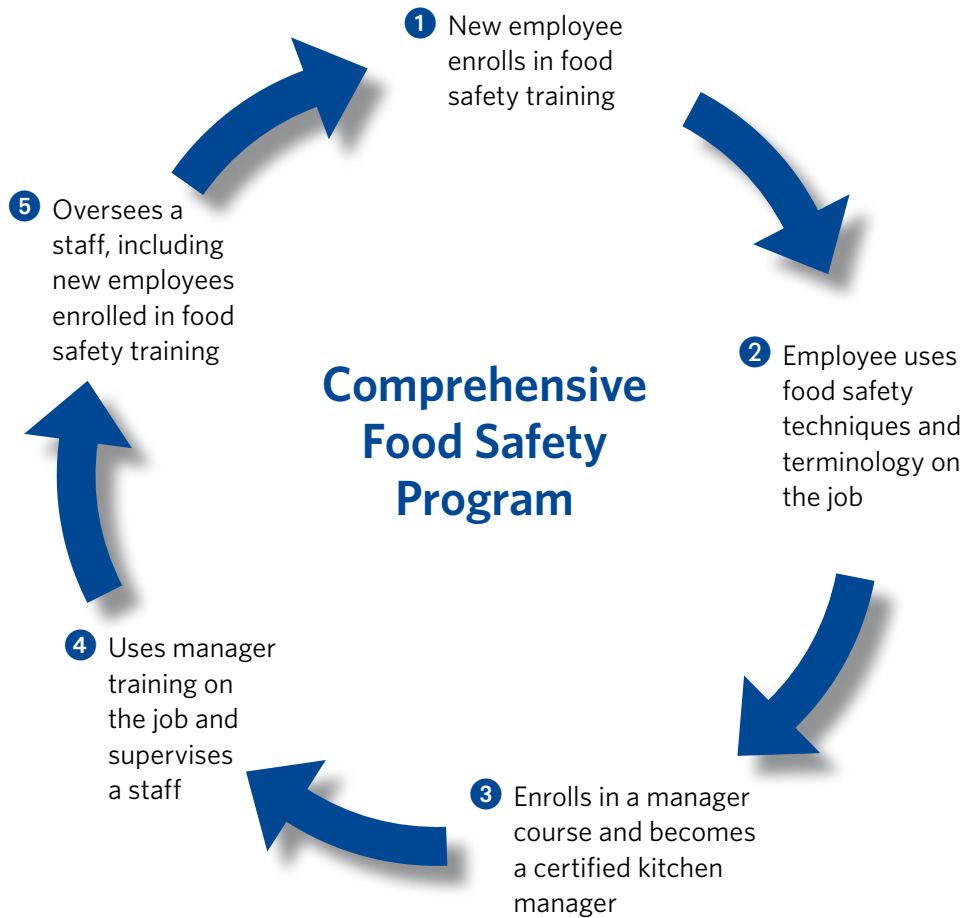 1 New employee
enrolls in food
safety training
2 Employee uses
food safety
techniques and
terminology on
the job
3 Enrolls in a manager
course and becomes
a certified kitchen
manager
4 Uses manager
training on
the job and
supervises
a staff
5 Oversees a
staff, including
new employees
enrolled in food
safety training
Comprehensive
Food Safety
Program